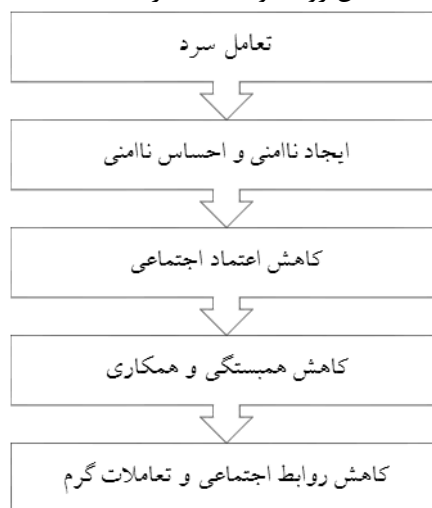 تعامل سرد
ایجاد ناامنی و احساس ناامنی
کاهش اعتماد اجتماعی
کاهش همبستگی و همکاری
کاهش روابط اجتماعی و تعاملات گرم